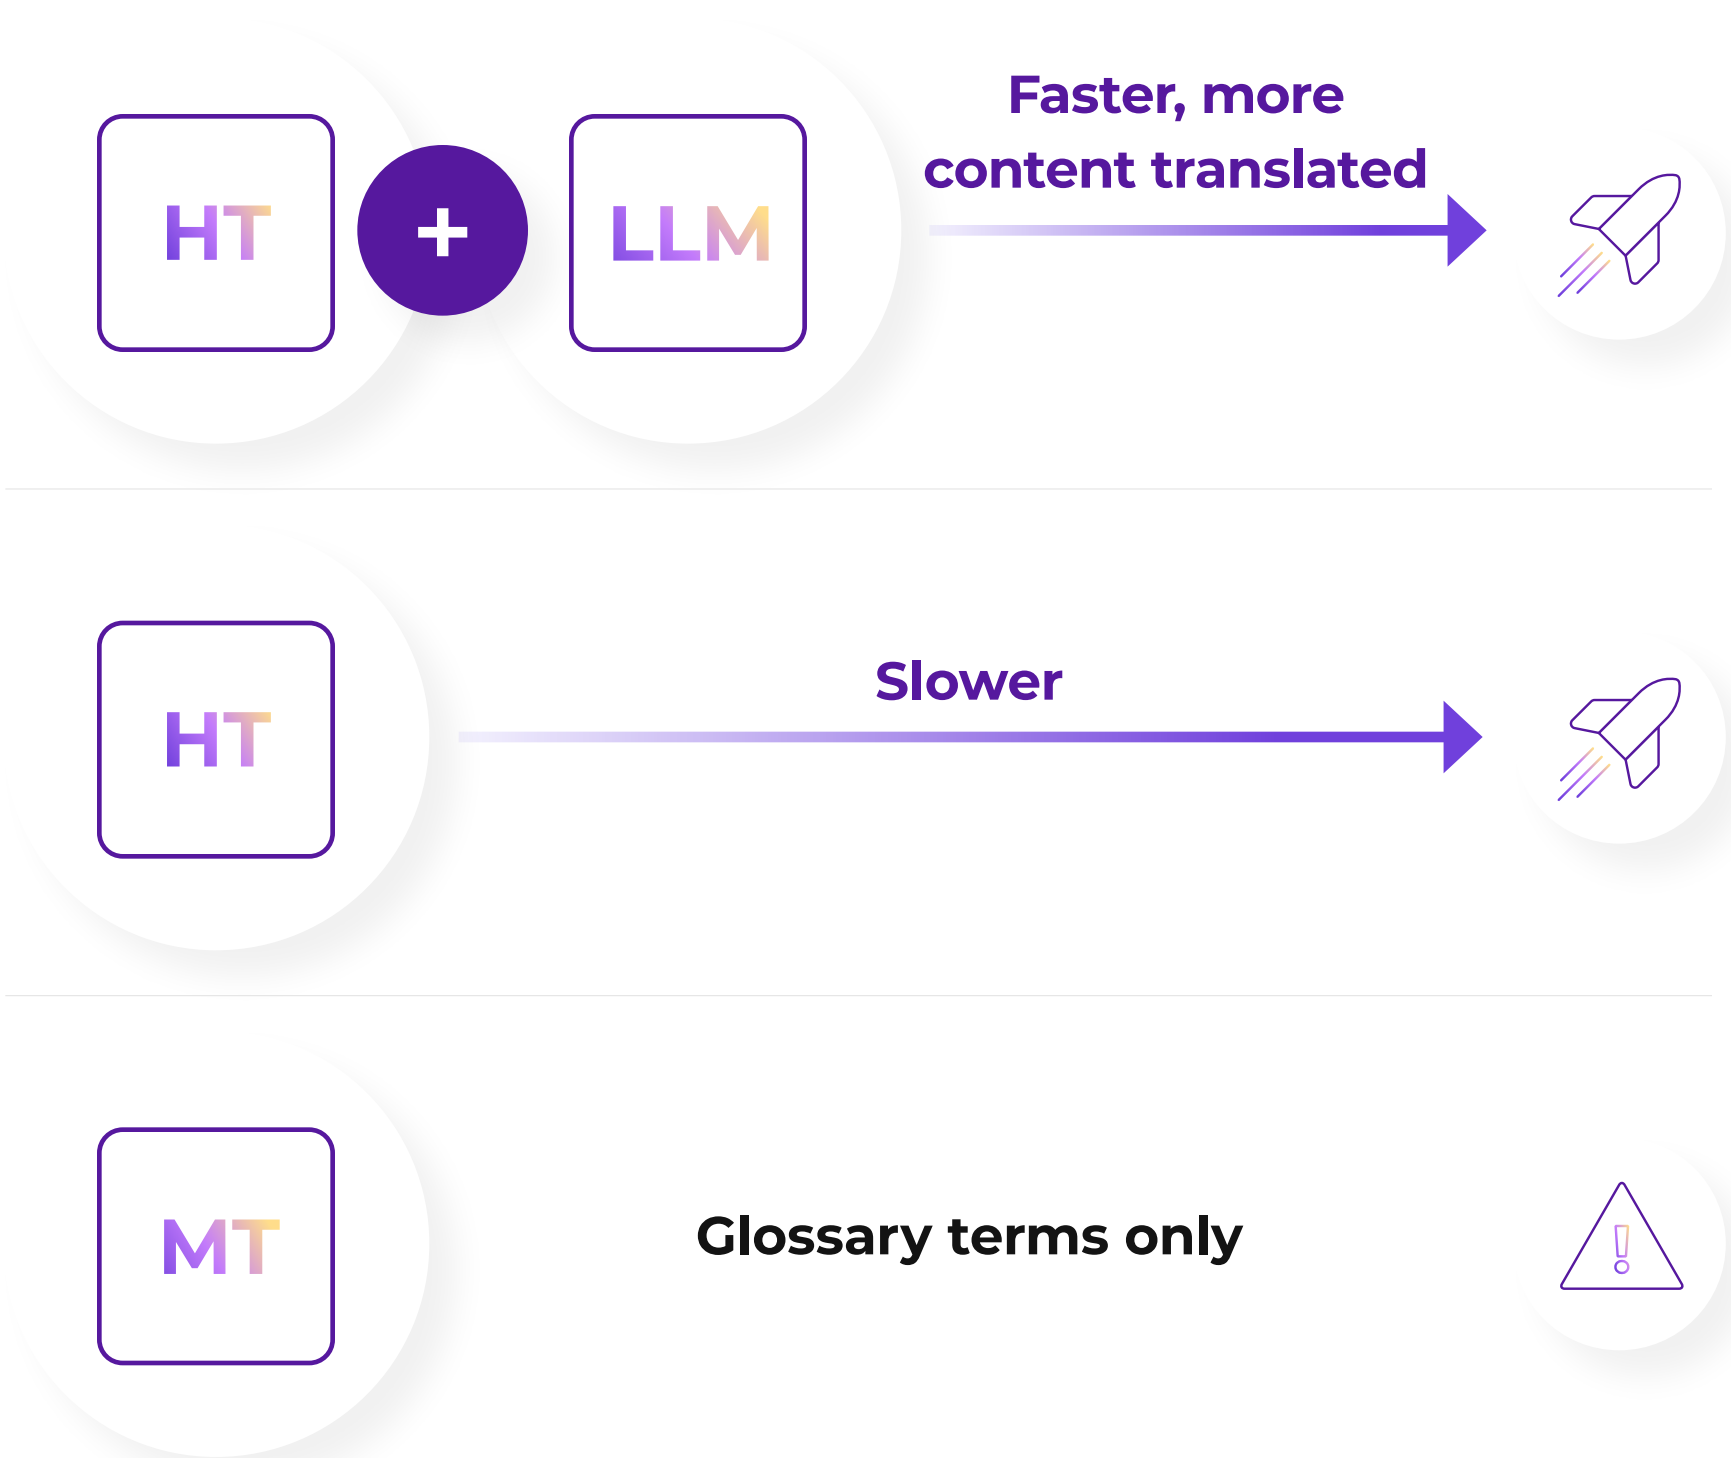 Faster, more
content translated
HT + LLM
Slower
HT
MT
Glossary terms only
!